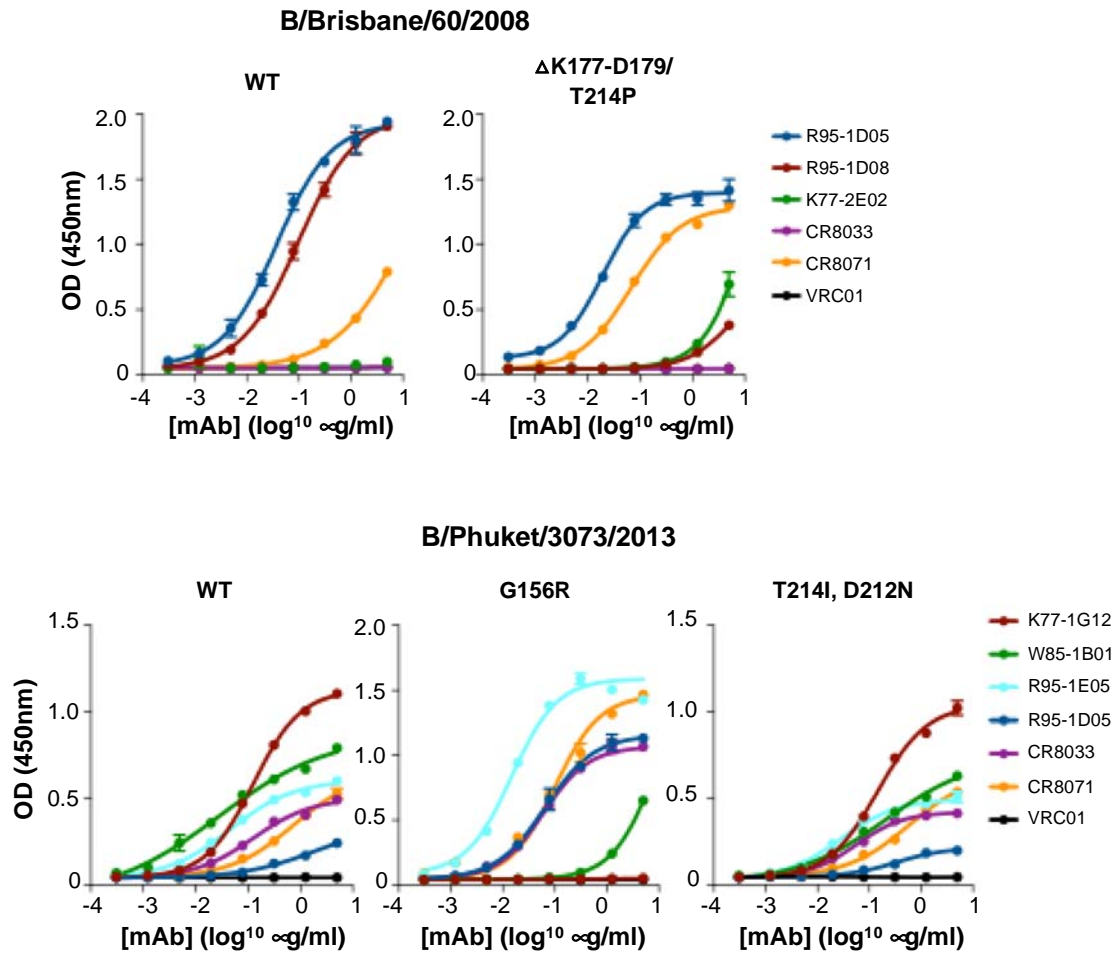 B/Brisbane/60/2008
WT
ΔK177-D179/
T214P
OD (450nm)
2.0
1.5
1.0
0.5
0
-4 -3 -2 -1 0 1
[mAb] (log¹⁰ ∝g/ml)
2.0
1.5
1.0
0.5
0
-4 -3 -2 -1 0 1
[mAb] (log¹⁰ ∝g/ml)
R95-1D05
R95-1D08
K77-2E02
CR8033
CR8071
VRC01
B/Phuket/3073/2013
WT
G156R
T214I, D212N
OD (450nm)
1.5
1.0
0.5
0
-4 -3 -2 -1 0 1
[mAb] (log¹⁰ ∝g/ml)
2.0
1.5
1.0
0.5
0
-4 -3 -2 -1 0 1
[mAb] (log¹⁰ ∝g/ml)
1.5
1.0
0.5
0
-4 -3 -2 -1 0 1
[mAb] (log¹⁰ ∝g/ml)
K77-1G12
W85-1B01
R95-1E05
R95-1D05
CR8033
CR8071
VRC01